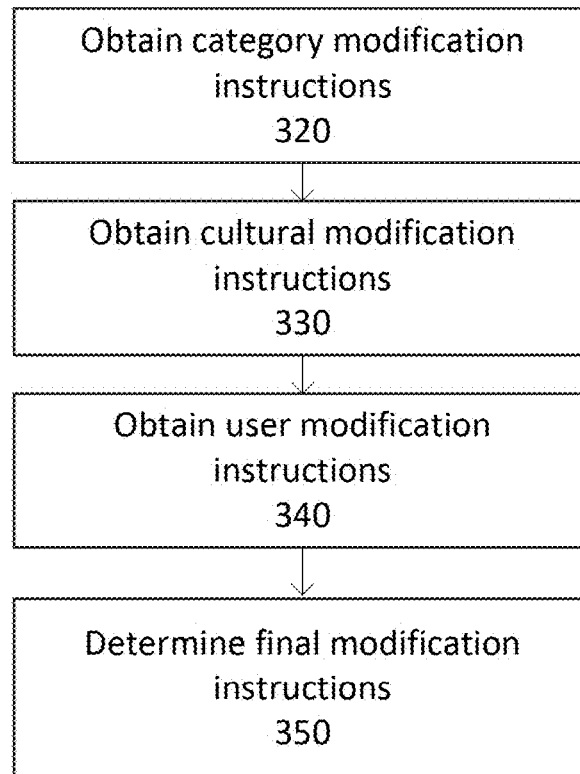 Obtain category modification
instructions
320
Obtain cultural modification
instructions
330
Obtain user modification
instructions
340
Determine final modification
instructions
350